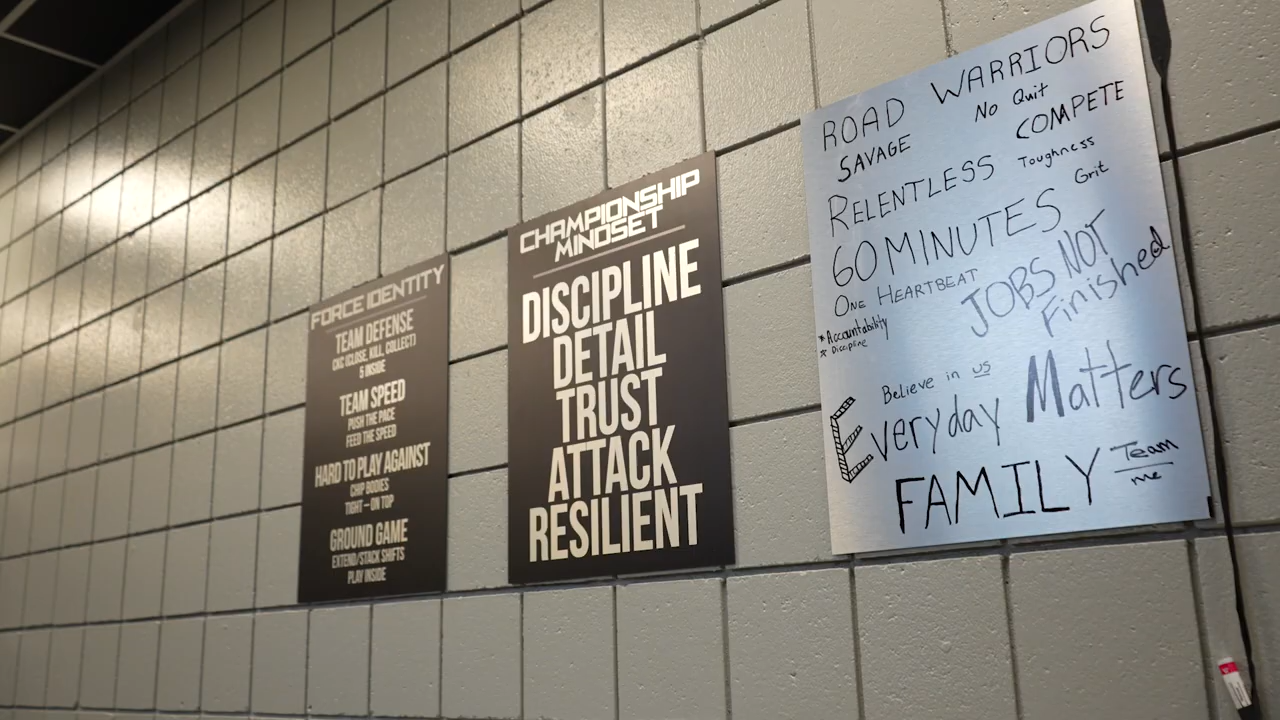 FORCE IDENTITY
TEAM DEFENSE
CKC (CLOSE, KILL, COLLECT)
5 INSIDE
TEAM SPEED
PUSH THE PACE
FEED THE SPEED
HARD TO PLAY AGAINST
CHIP BODIES
TIGHT – ON TOP
GROUND GAME
EXTEND/STACK SHIFTS
PLAY INSIDE
CHAMPIONSHIP
MINDSET
DISCIPLINE
DETAIL
TRUST
ATTACK
RESILIENT
ROAD WARRIORS
SAVAGE
No Quit
COMPETE
RELENTLESS
Toughness
Grit
60 MINUTES
ONE HEARTBEAT
JOBS NOT
Finished
*Accountability
* Discipline
Believe in us
Everyday Matters
FAMILY
Team
me